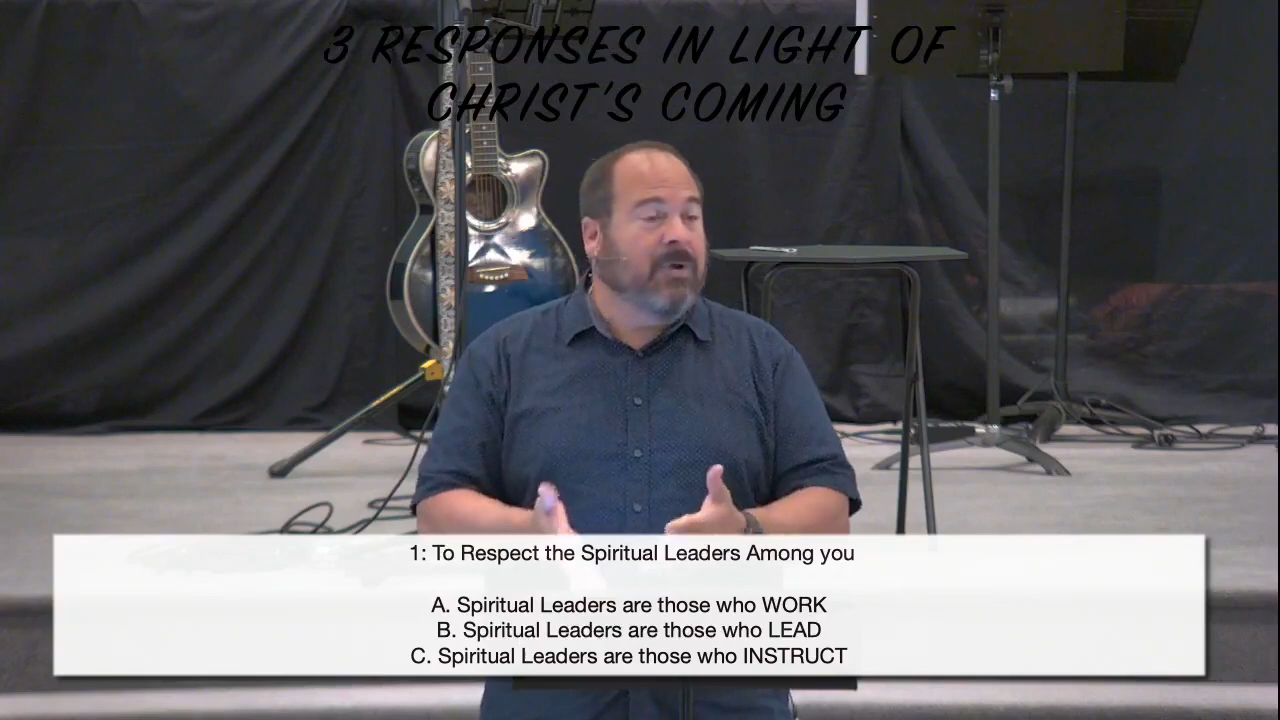 3 RESPONSES IN LIGHT OF
CHRIST'S COMING
1: To Respect the Spiritual Leaders Among you
A. Spiritual Leaders are those who WORK
B. Spiritual Leaders are those who LEAD
C. Spiritual Leaders are those who INSTRUCT